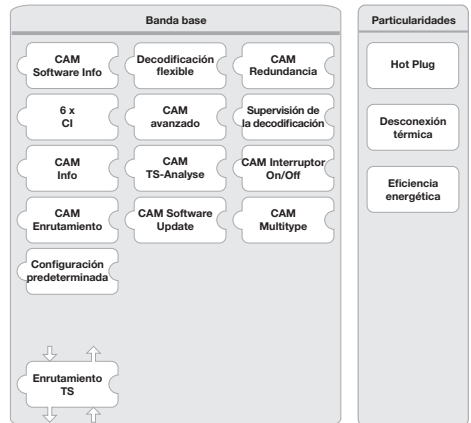 Banda base
CAM
Software Info
Decodificación
flexible
CAM
Redundancia
6 x
CI
CAM
avanzado
Supervisión de
la decodificación
CAM
Info
CAM
TS-Analyse
CAM Interruptor
On/Off
CAM
Enrutamiento
CAM Software
Update
CAM
Multitype
Configuración
predeterminada
Enrutamiento
TS
Particularidades
Hot Plug
Desconexión
térmica
Eficiencia
energética